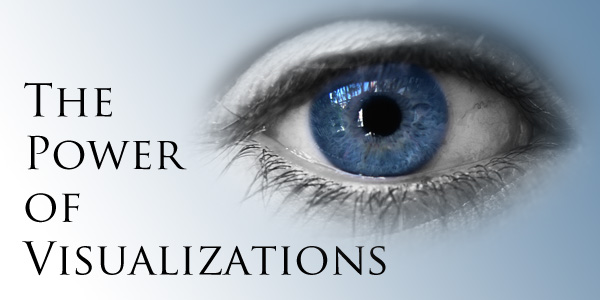 The
Power
of
Visualizations